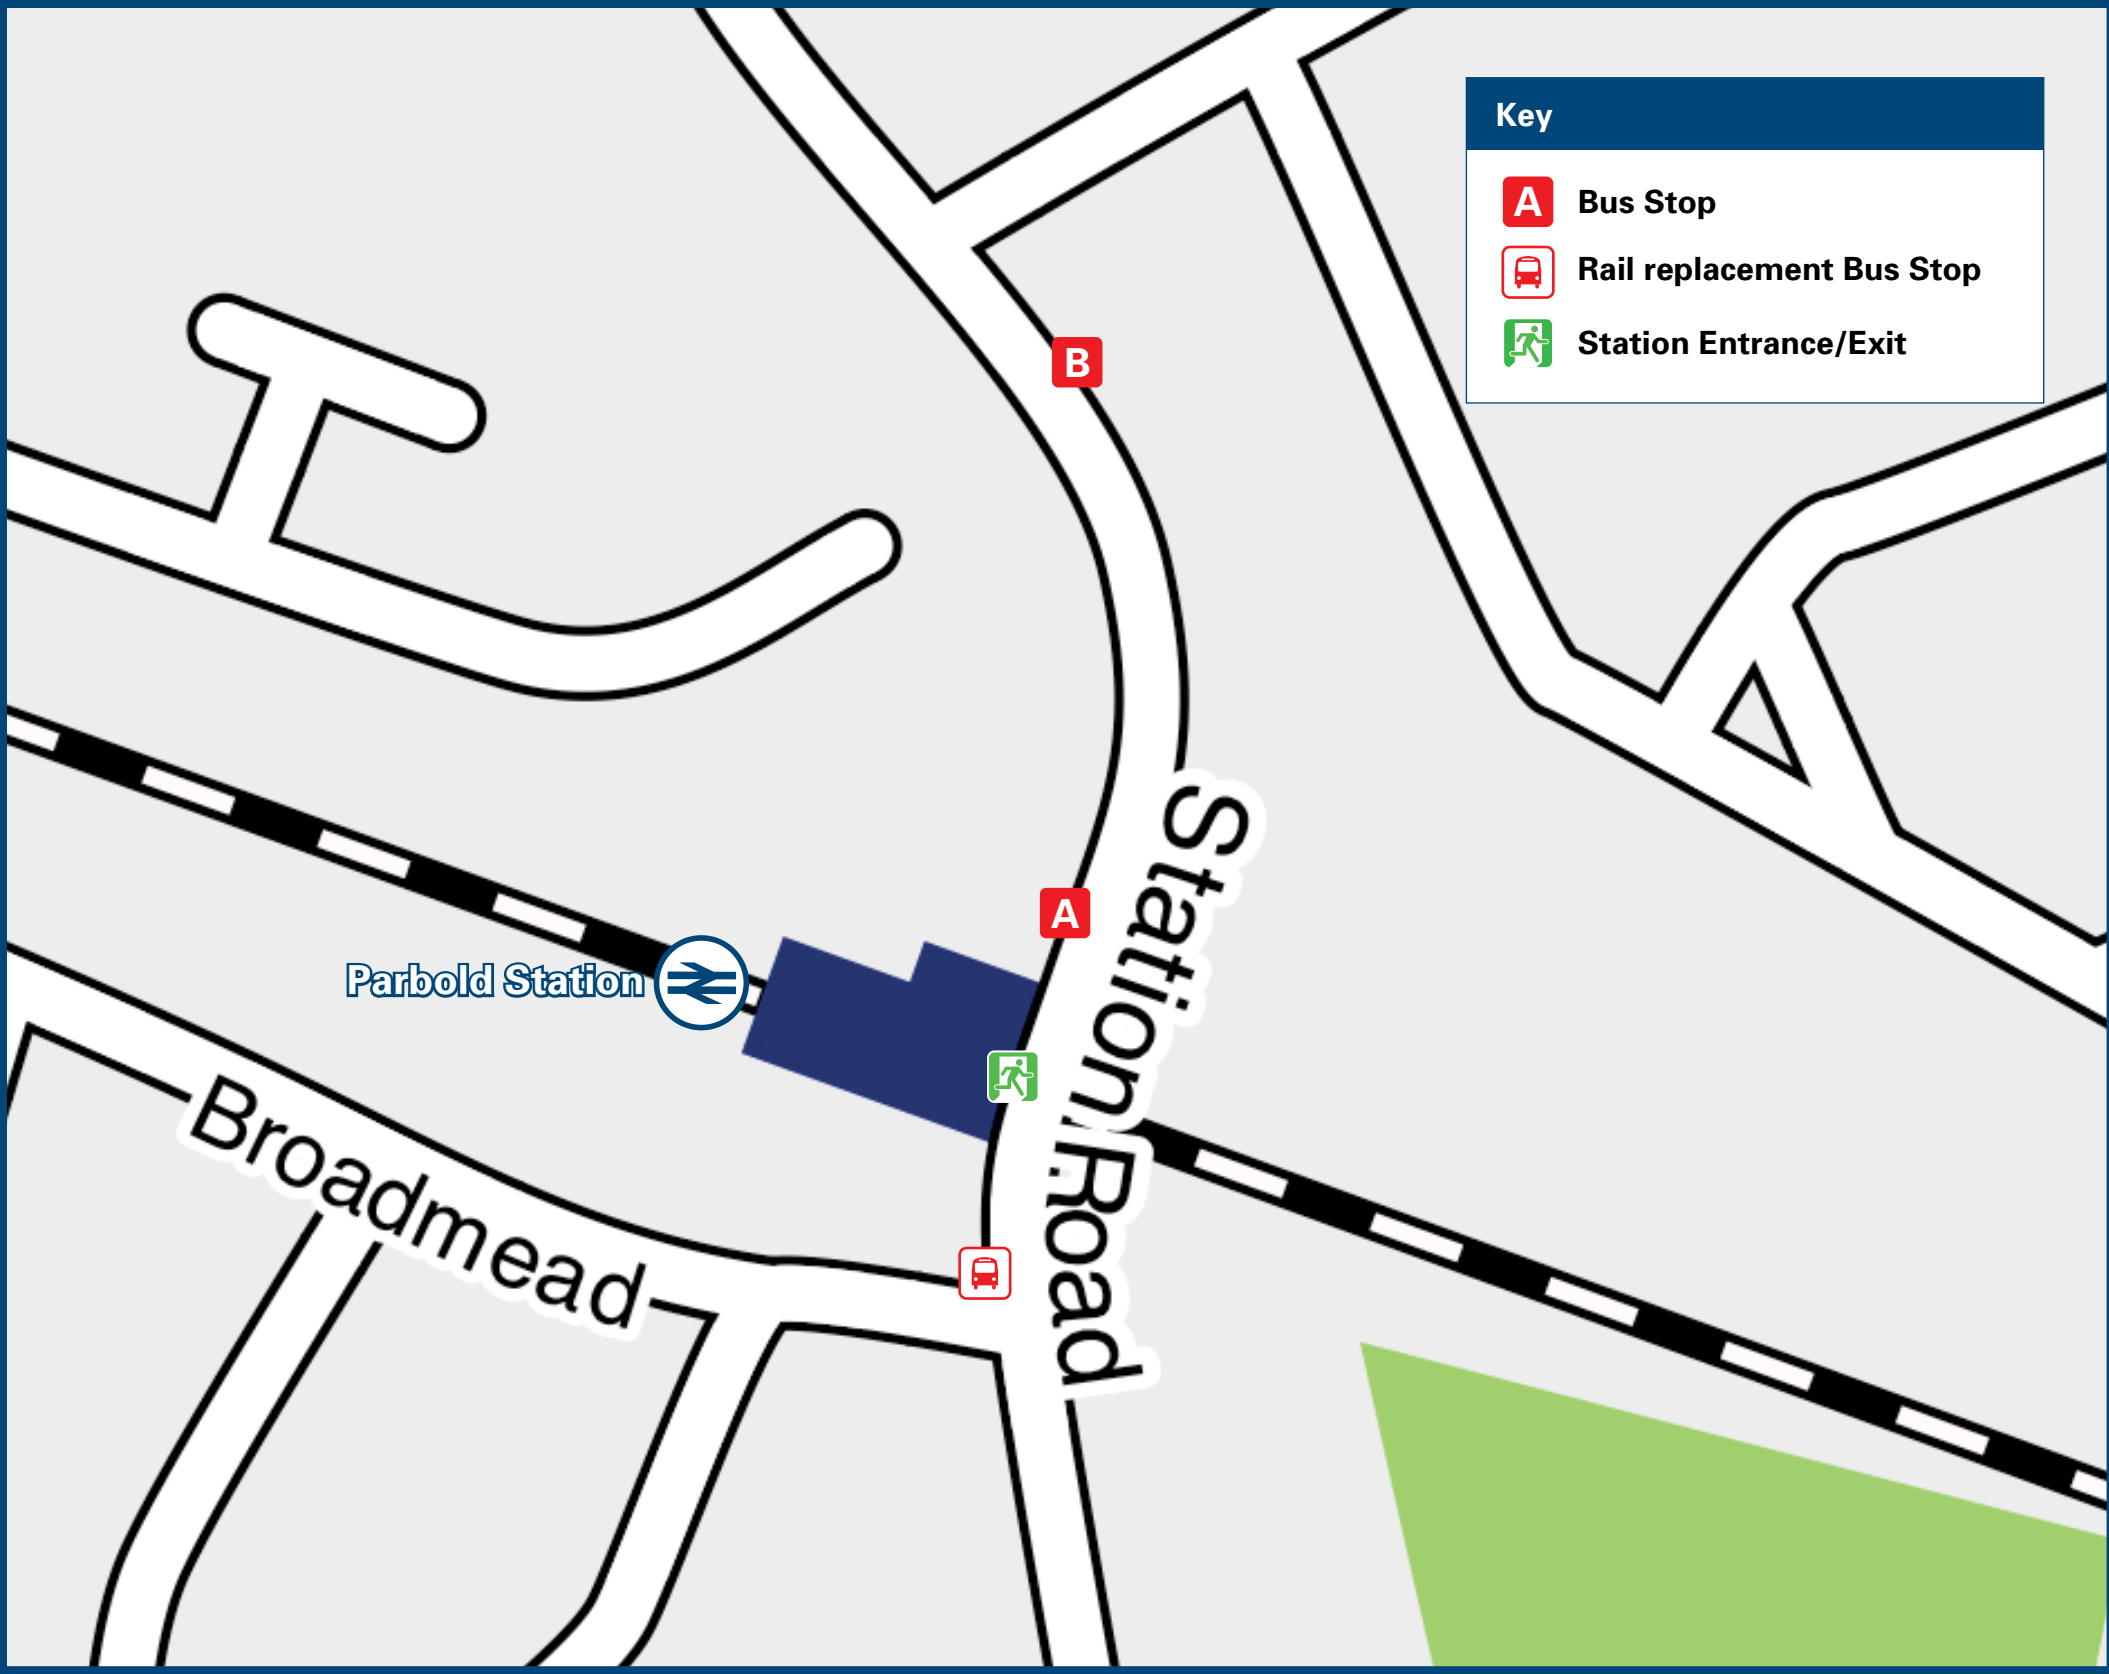 Key
A Bus Stop
Rail replacement Bus Stop
Station Entrance/Exit
B
A
Station Road
Parbold Station
Broadmead